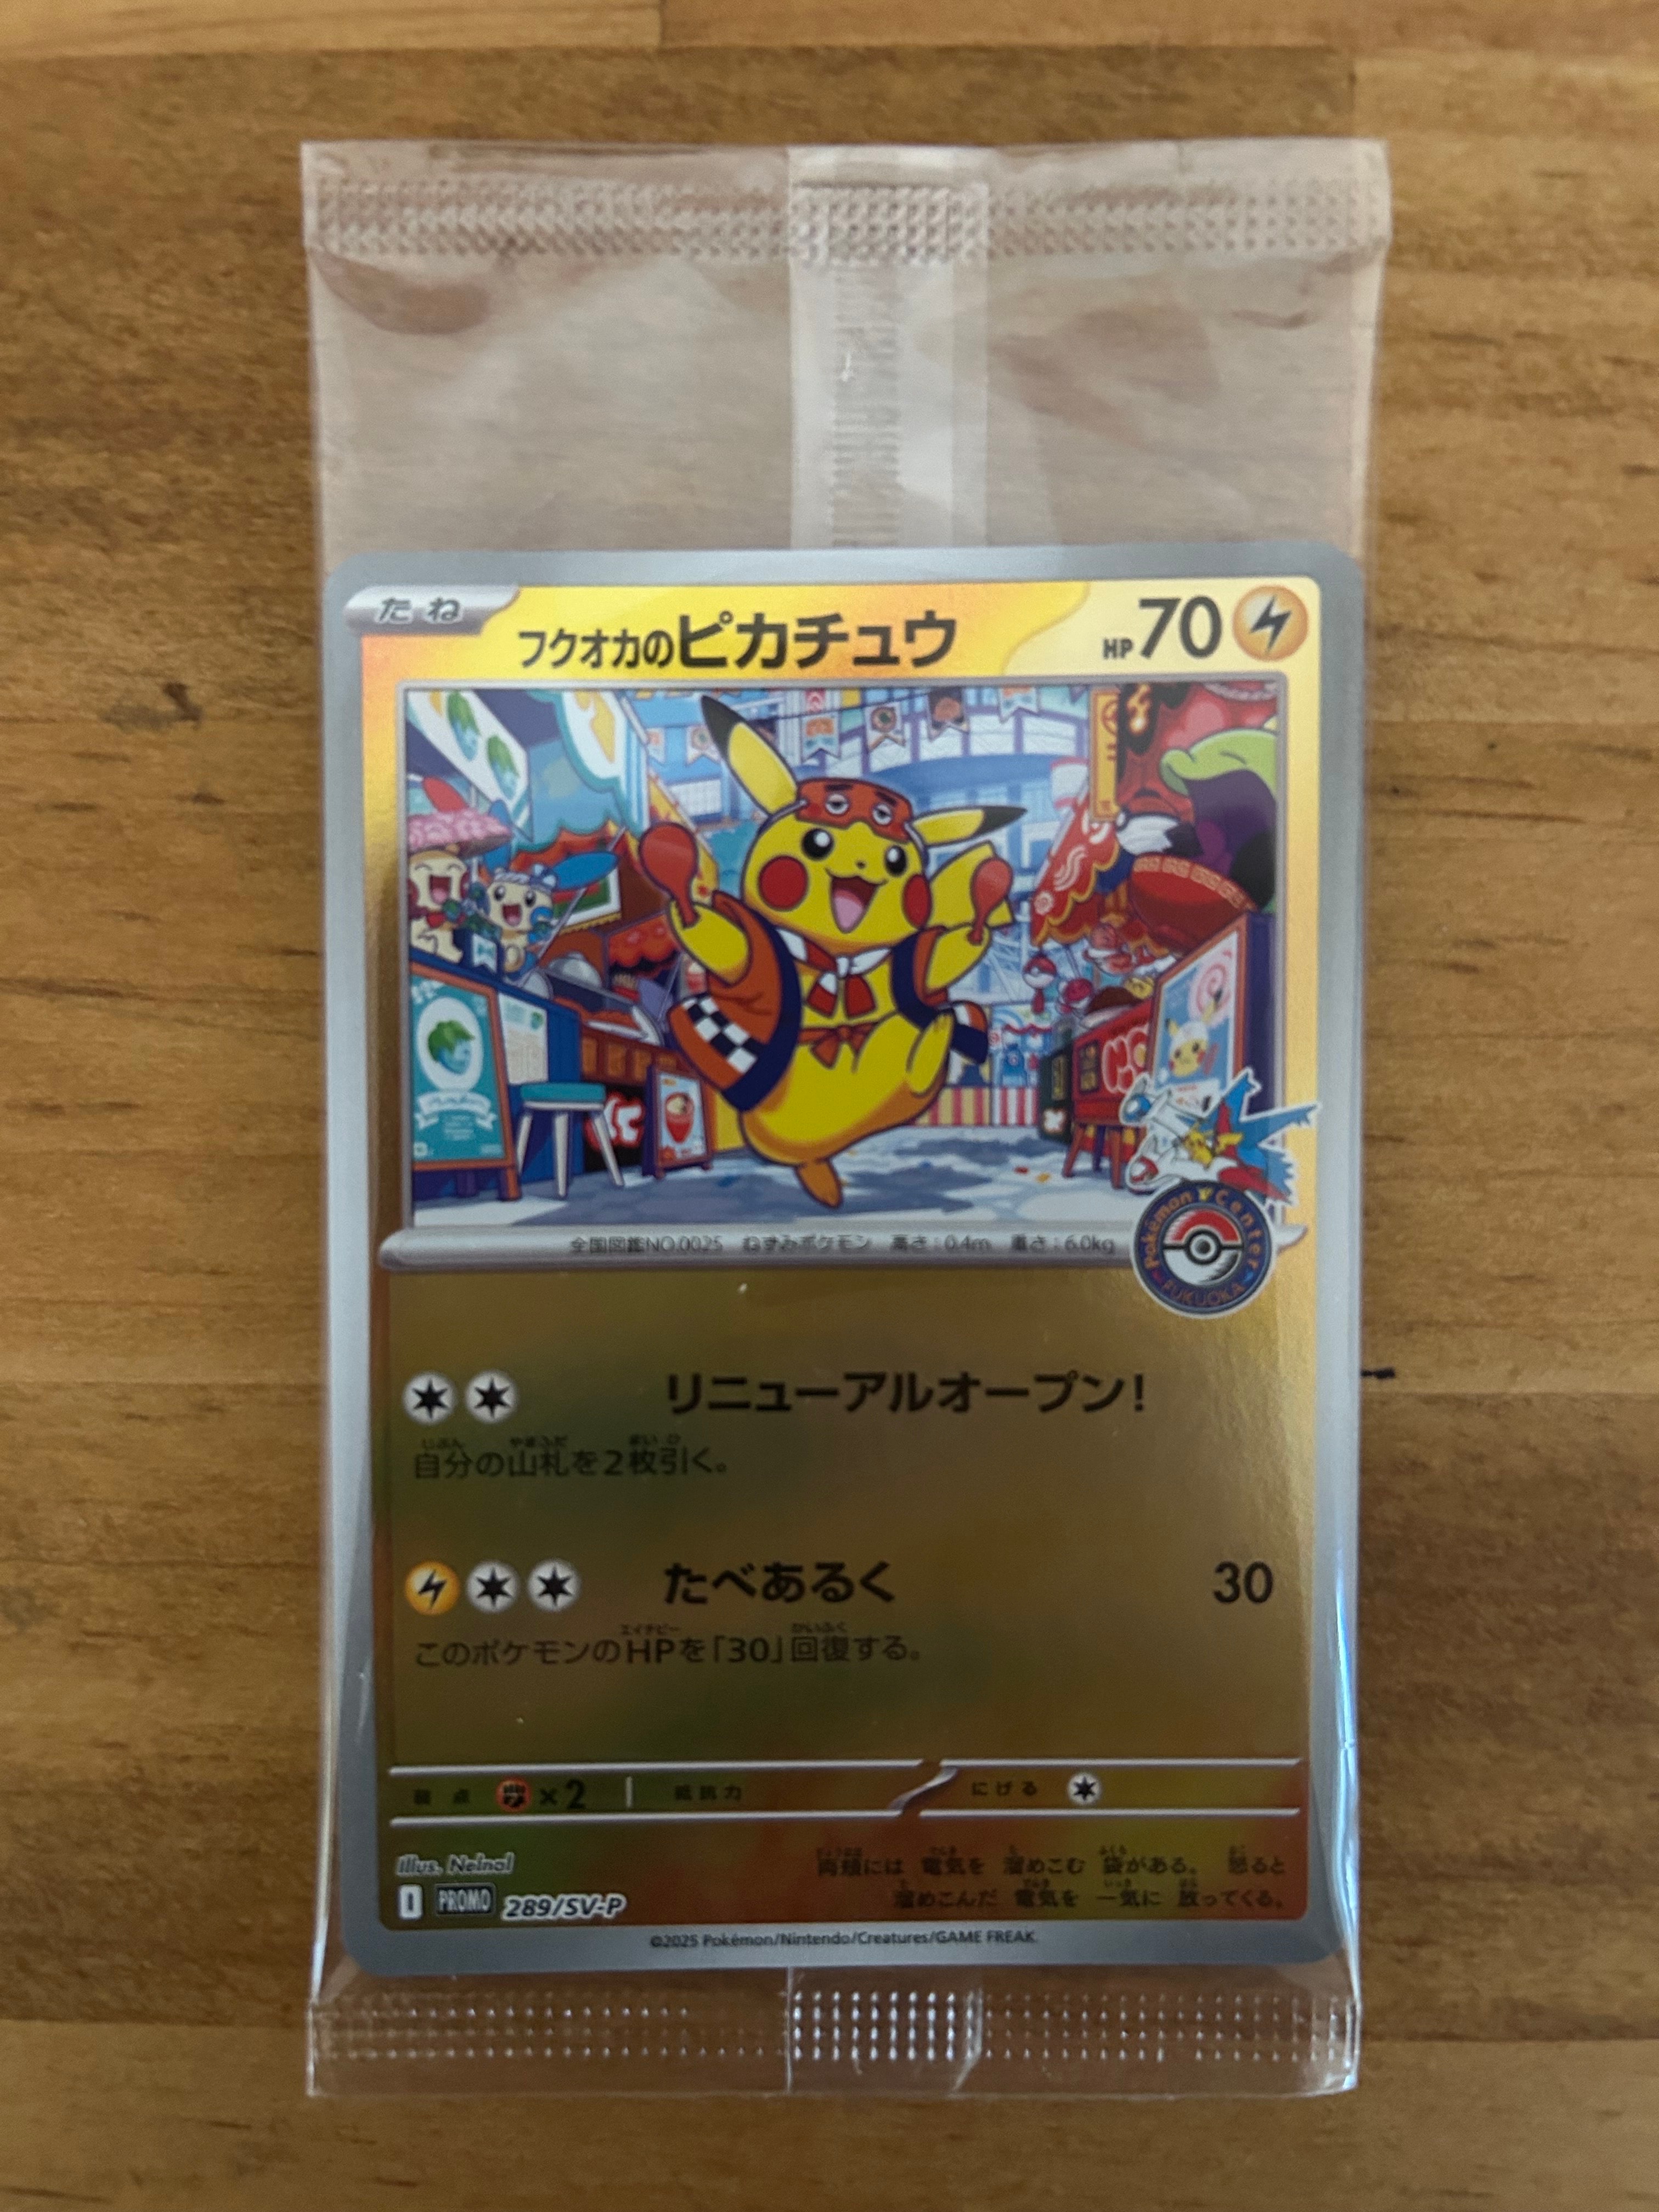 たね
フクオカのピカチュウ
HP 70
全国図鑑NO.0025 ねずみポケモン 高さ:0.4m 重さ:6.0kg
Pokémon Center
FUKUOKA
リニューアルオープン!
自分の山札を2枚引く。
たべあるく 30
このポケモンのHPを「30」回復する。
弱点 ×2 抵抗力 にげる
Illus. Nelnal
頬には 電気を 溜めこむ 袋がある。 怒ると
溜めこんだ 電気を 一気に 放ってくる。
I PROMO 289/SV-P
©2025 Pokémon/Nintendo/Creatures/GAME FREAK.